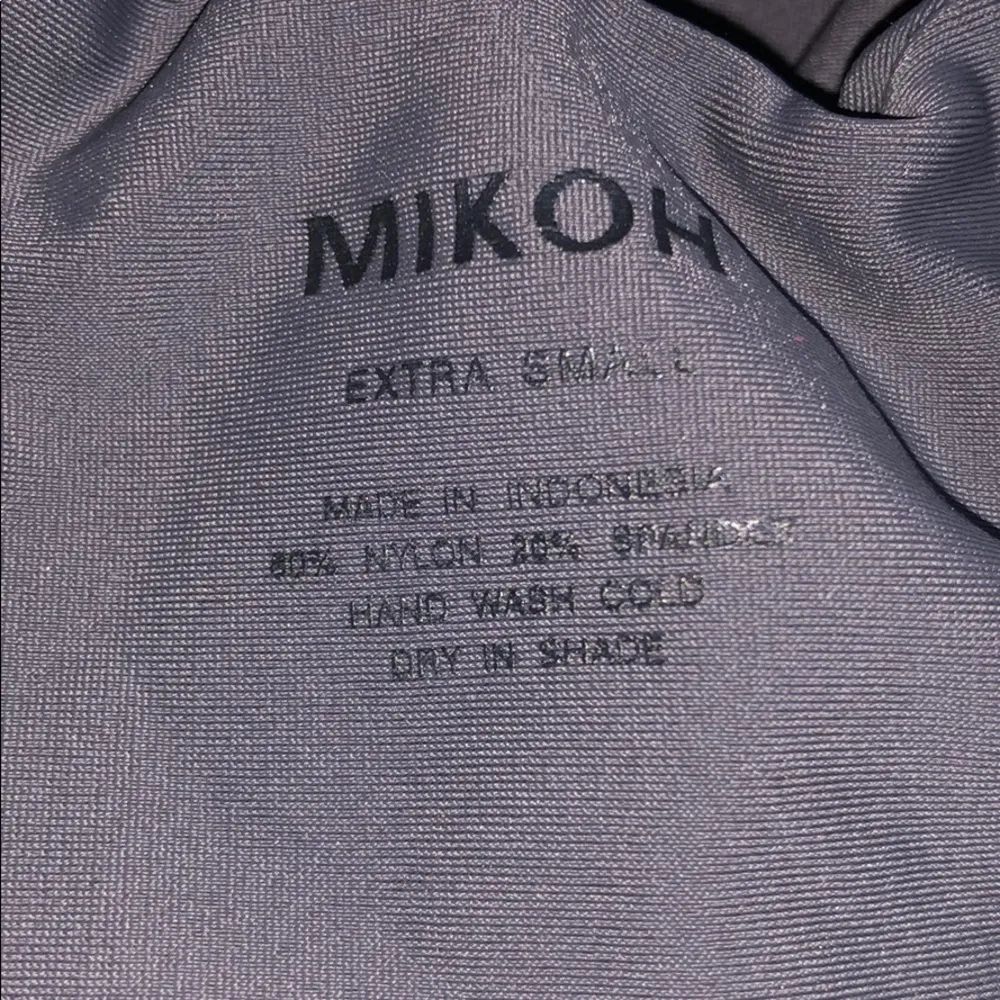 MIKOH
EXTRA SMALL
MADE IN INDONESIA
80% NYLON 20% SPANDEX
HAND WASH COLD
DRY IN SHADE